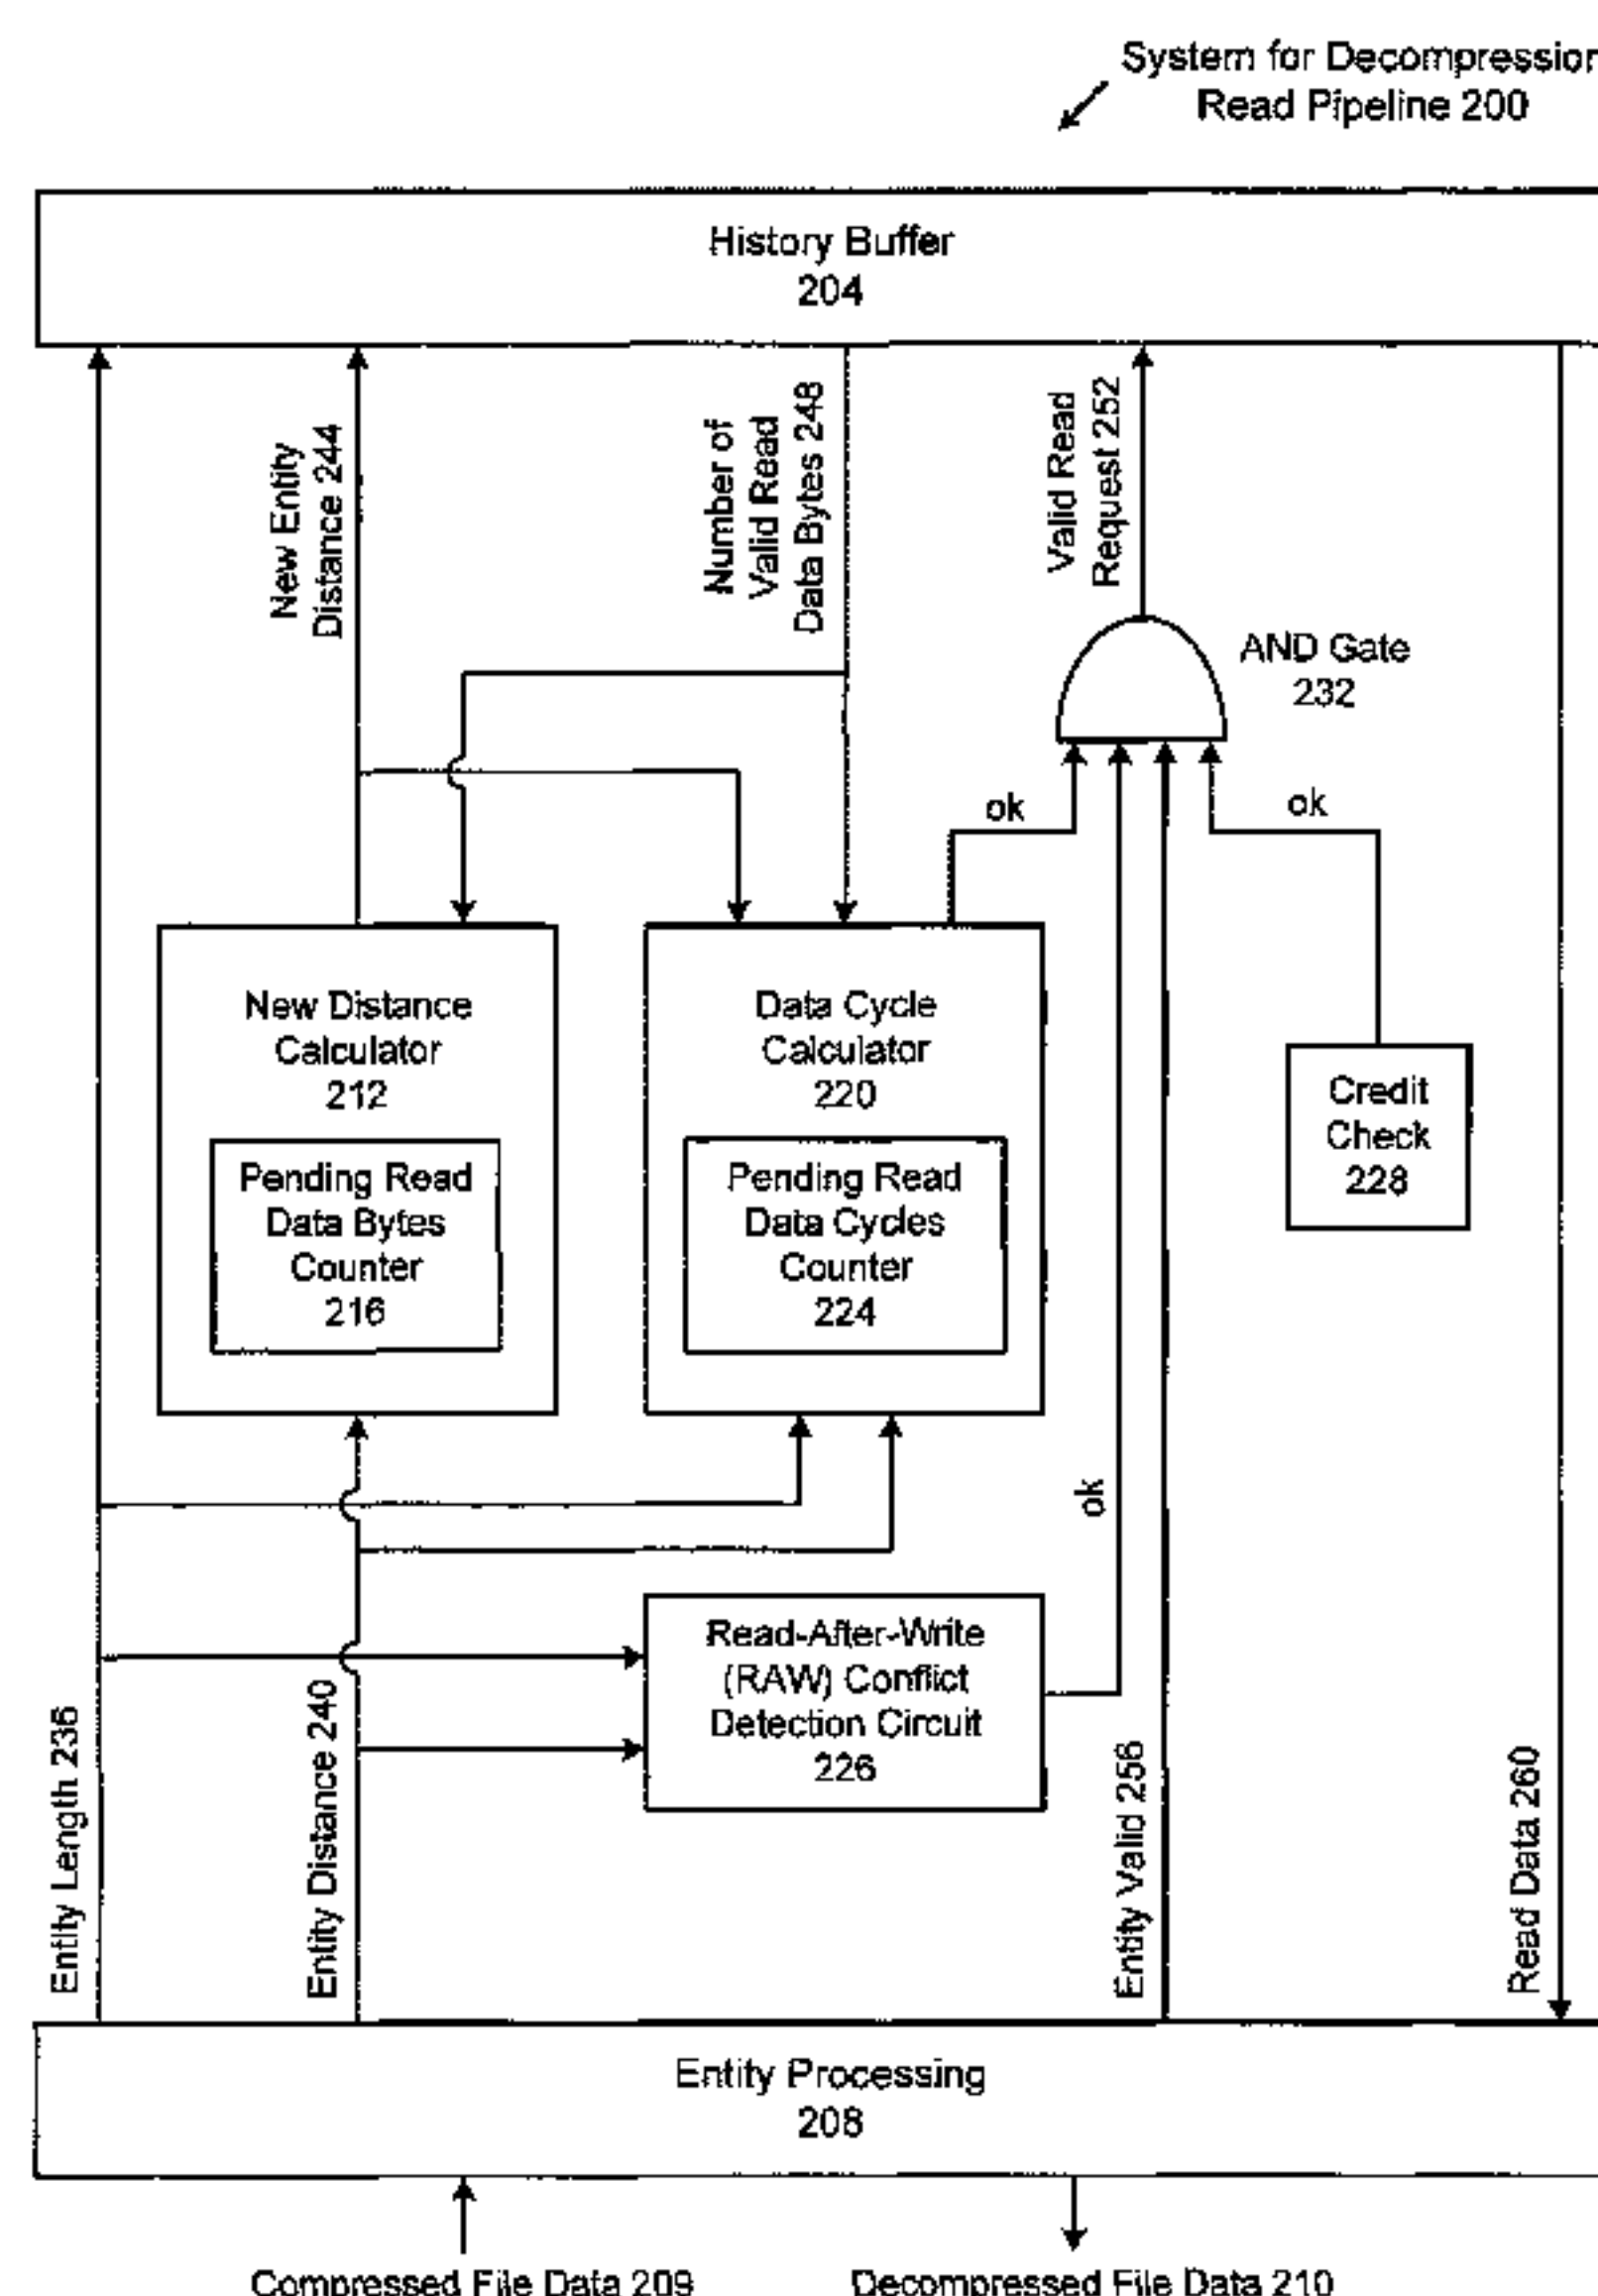 System for Decompression
Read Pipeline 200
History Buffer
204
New Entity
Distance 244
Number of
Valid Read
Data Bytes 248
Valid Read
Request 252
AND Gate
232
ok
ok
New Distance
Calculator
212
Pending Read
Data Bytes
Counter
216
Data Cycle
Calculator
220
Pending Read
Data Cycles
Counter
224
Credit
Check
228
ok
Read-After-Write
(RAW) Conflict
Detection Circuit
226
Entity Length 236
Entity Distance 240
Entity Valid 256
Read Data 260
Entity Processing
208
Compressed File Data 209
Decompressed File Data 210